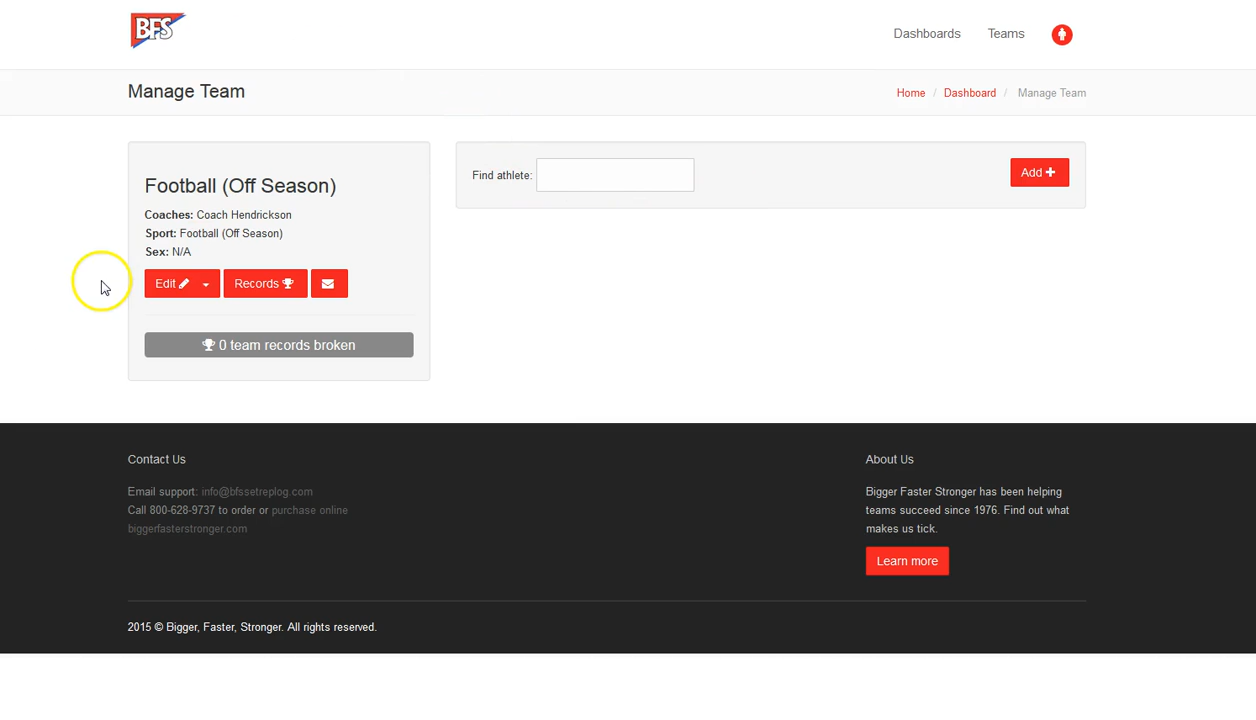 BFS
Dashboards
Teams
Manage Team
Home / Dashboard / Manage Team
Football (Off Season)
Coaches: Coach Hendrickson
Sport: Football (Off Season)
Sex: N/A
Edit
Records
0 team records broken
Find athlete:
Add
Contact Us
Email support: info@bfssetreplog.com
Call 800-628-9737 to order or purchase online
biggerfasterstronger.com
About Us
Bigger Faster Stronger has been helping
teams succeed since 1976. Find out what
makes us tick.
Learn more
2015 © Bigger, Faster, Stronger. All rights reserved.